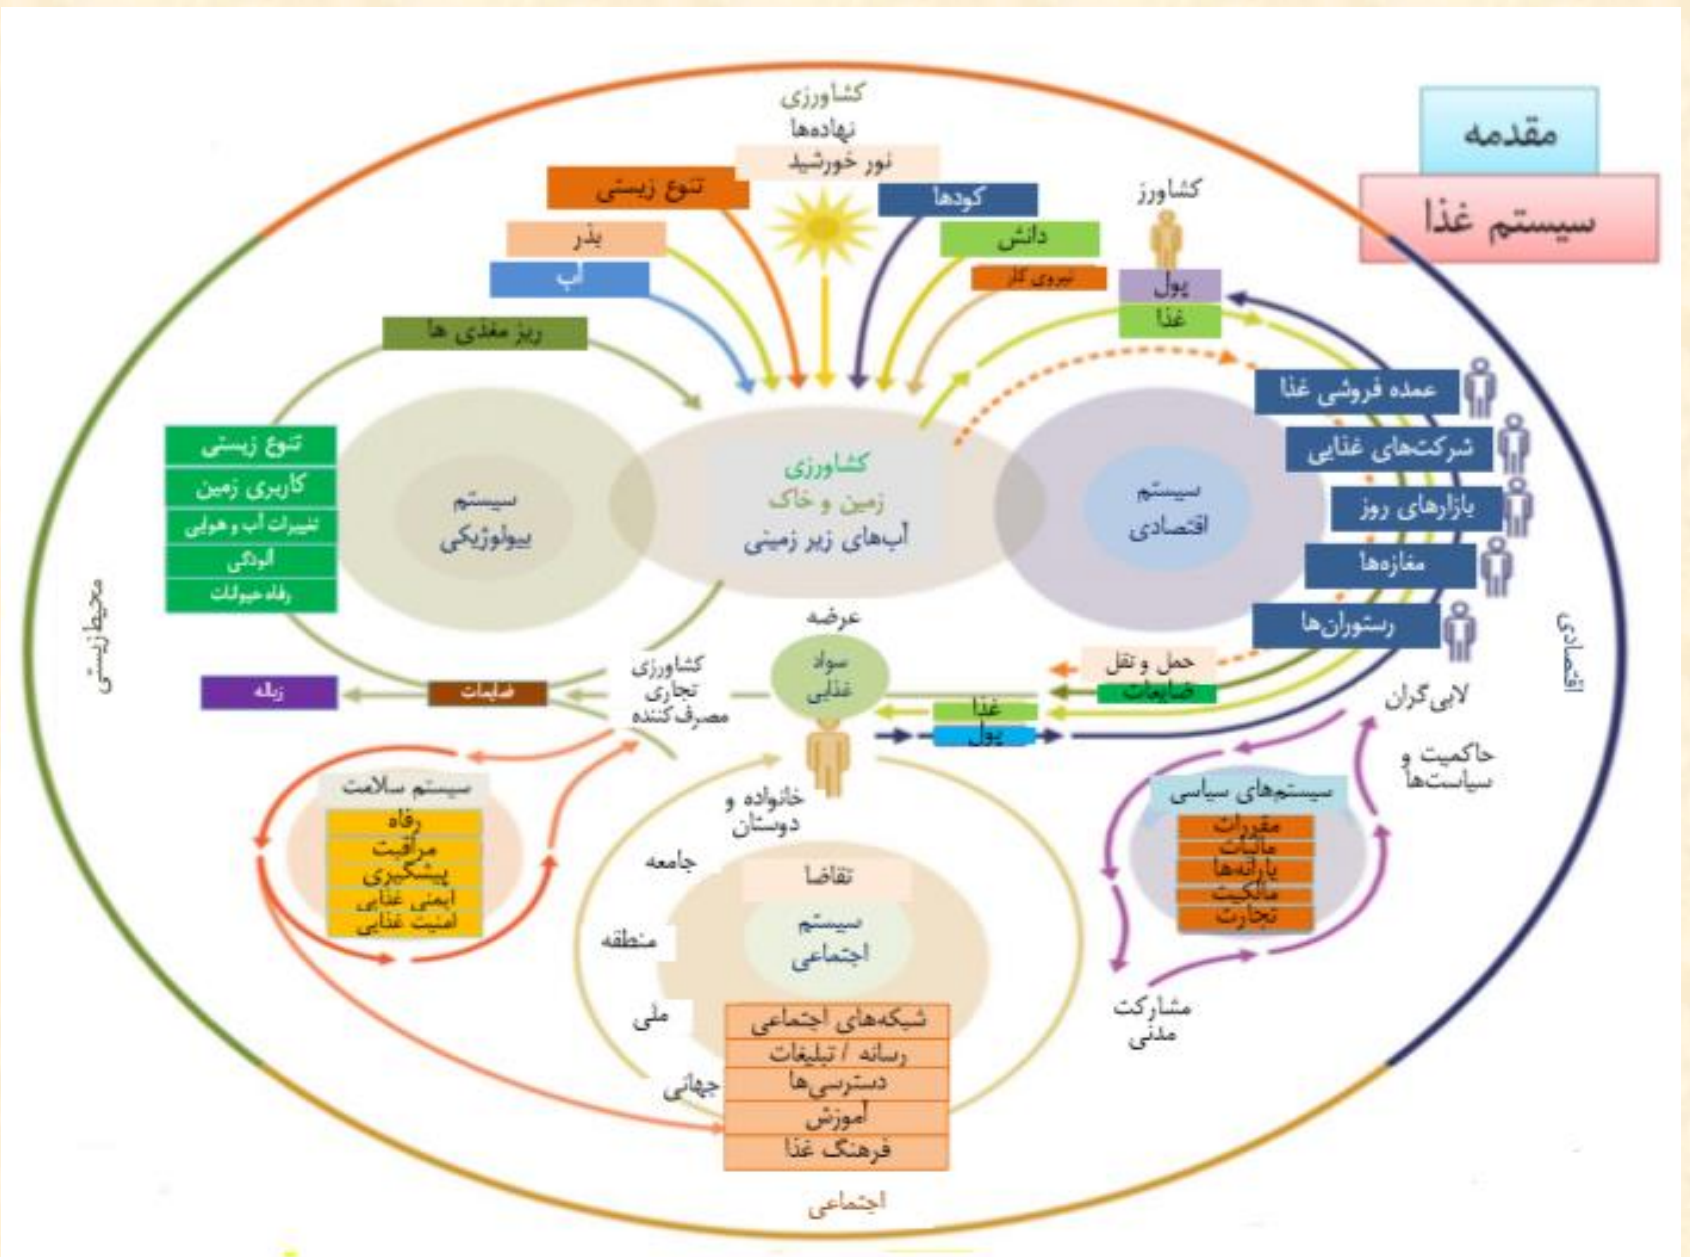 مقدمه
سیستم غذا
کشاورزی
نهاده‌ها
نور خورشید
تنوع زیستی
بذر
آب
کودها
دانش
نیروی کار
کشاورز
پول
غذا
ریز مغذی ها
عمده فروشی غذا
شرکت‌های غذایی
بازارهای روز
مغازه‌ها
رستوران‌ها
تنوع زیستی
کاربری زمین
تغییرات آب و هوایی
آلودگی
رفاه حیوانات
سیستم
بیولوژیکی
کشاورزی
زمین و خاک
آب‌های زیر زمینی
سیستم
اقتصادی
محیط زیستی
اقتصادی
عرضه
سواد
غذایی
کشاورزی
تجاری
مصرف‌کننده
ضایعات
زباله
حمل و نقل
ضایعات
غذا
پول
لابی‌گران
حاکمیت و
سیاست‌ها
سیستم سلامت
رفاه
مراقبت
پیشگیری
ایمنی غذایی
امنیت غذایی
خانواده و
دوستان
جامعه
منطقه
ملی
جهانی
تقاضا
سیستم
اجتماعی
شبکه‌های اجتماعی
رسانه / تبلیغات
دسترسی‌ها
آموزش
فرهنگ غذا
سیستم‌های سیاسی
مقررات
مالیات
یارانه‌ها
مالکیت
تجارت
مشارکت
مدنی
اجتماعی